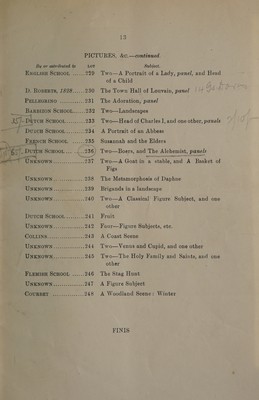 13
PICTURES, &c.—continued.
By or attributed to LOT Subject.
ENGLISH SCHOOL ......229 Two—A Portrait of a Lady, panel, and Head of a Child
D. ROBERTS, 1828.......230 The Town Hall of Louvain, panel
PELLEGRINO ............231 The Adoration, panel
BARBIZON SCHOOL......232 Two—Landscapes
DUTCH SCHOOL.........233 Two—Head of Charles I, and one other, panels
DUTCH SCHOOL.........234 A Portrait of an Abbess
FRENCH SCHOOL ......235 Susannah and the Elders
DUTCH SCHOOL.... 236 Two—Boers, and The Alchemist, panels
UNKNOWN ...............237 Two—A Goat in a stable, and A Basket of Figs
UNKNOWN ...............238 The Metamorphosis of Daphne
UNKNOWN ...............239 Brigands in a landscape
UNKNOWN ...............240 Two—A Classical Figure Subject, and one other
DUTCH SCHOOL.........241 Fruit
UNKNOWN ...............242 Four—Figure Subjects, etc.
COLLINS..................243 A Coast Scene
UNKNOWN ...............244 Two—Venus and Cupid, and one other
UNKNOWN ...............245 Two—The Holy Family and Saints, and one other
FLEMISH SCHOOL ......246 The Stag Hunt
UNKNOWN ...............247 A Figure Subject
COURBET ...............248 A Woodland Scene: Winter
FINIS